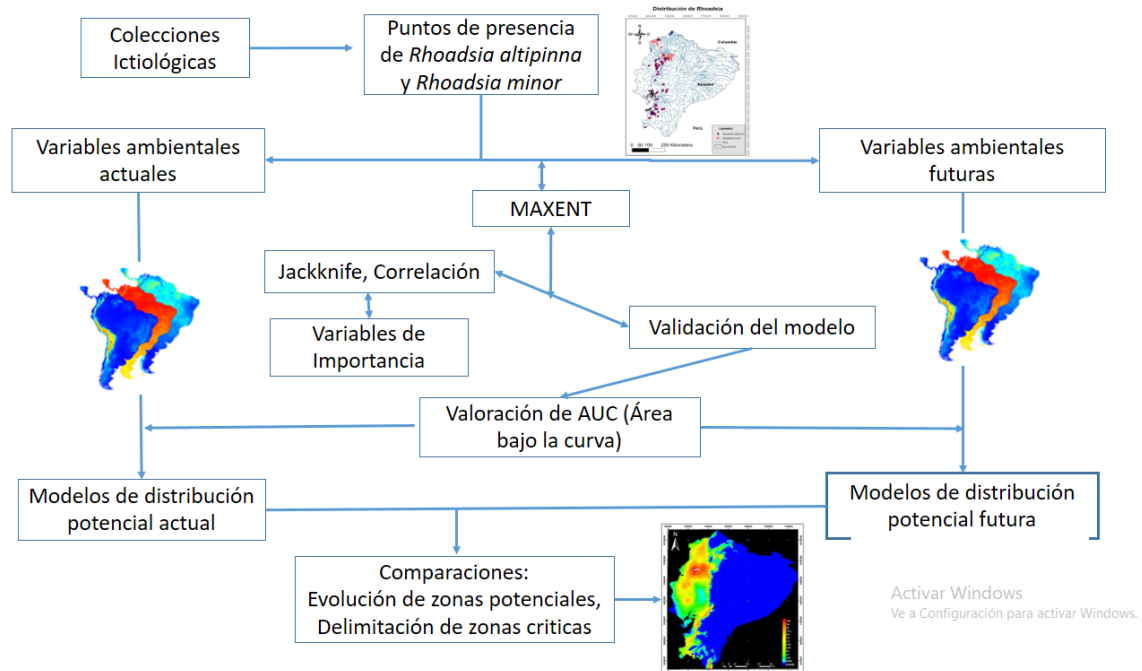 Colecciones
Ictiológicas
Puntos de presencia
de Rhoadsia altipinna
y Rhoadsia minor
Distribución de Rhoadsia
Colombia
Ecuador
Perú
Leyenda
0 50 100 200 Kilometers
Variables ambientales
actuales
Variables ambientales
futuras
MAXENT
Jackknife, Correlación
Variables de
Importancia
Validación del modelo
Valoración de AUC (Área
bajo la curva)
Modelos de distribución
potencial actual
Modelos de distribución
potencial futura
Comparaciones:
Evolución de zonas potenciales,
Delimitación de zonas criticas
N
Activar Windows
Ve a Configuración para activar Windows.